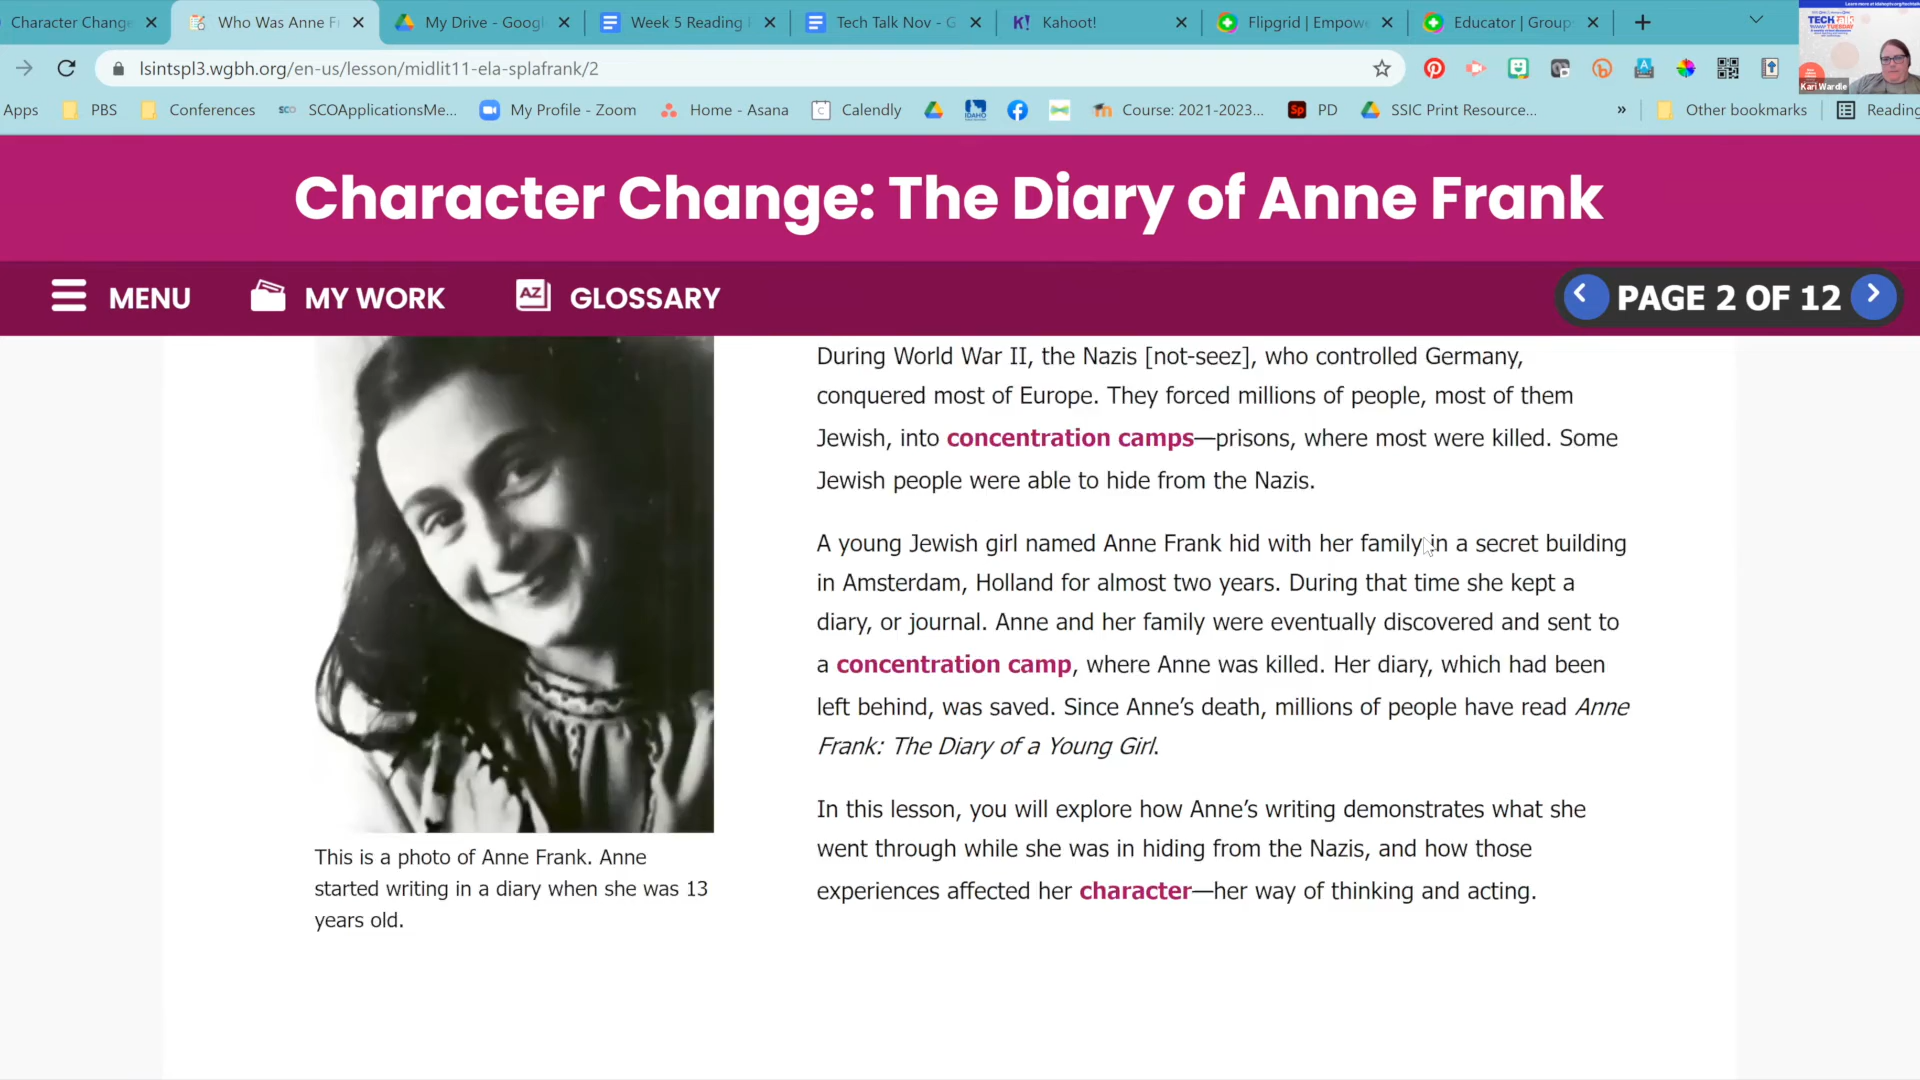 Character Change
Who Was Anne F
My Drive - Googl
Week 5 Reading
Tech Talk Nov - G
K!
Kahoot!
Flipgrid | Empow
Educator | Group
lsintspl3.wgbh.org/en-us/lesson/midlit11-ela-splafrank/2
Apps
PBS
Conferences
SCO
SCOApplicationsMe...
My Profile - Zoom
Home - Asana
Calendly
Course: 2021-2023...
Sp
PD
SSIC Print Resource...
»
Other bookmarks
Reading
TECHtalk
TUESDAY
Kari Wardle
Character Change: The Diary of Anne Frank
MENU
MY WORK
AZ
GLOSSARY
PAGE 2 OF 12
During World War II, the Nazis [not-seez], who controlled Germany,
conquered most of Europe. They forced millions of people, most of them
Jewish, into concentration camps—prisons, where most were killed. Some
Jewish people were able to hide from the Nazis.
A young Jewish girl named Anne Frank hid with her family in a secret building
in Amsterdam, Holland for almost two years. During that time she kept a
diary, or journal. Anne and her family were eventually discovered and sent to
a concentration camp, where Anne was killed. Her diary, which had been
left behind, was saved. Since Anne’s death, millions of people have read Anne
Frank: The Diary of a Young Girl.
In this lesson, you will explore how Anne’s writing demonstrates what she
went through while she was in hiding from the Nazis, and how those
experiences affected her character—her way of thinking and acting.
This is a photo of Anne Frank. Anne
started writing in a diary when she was 13
years old.